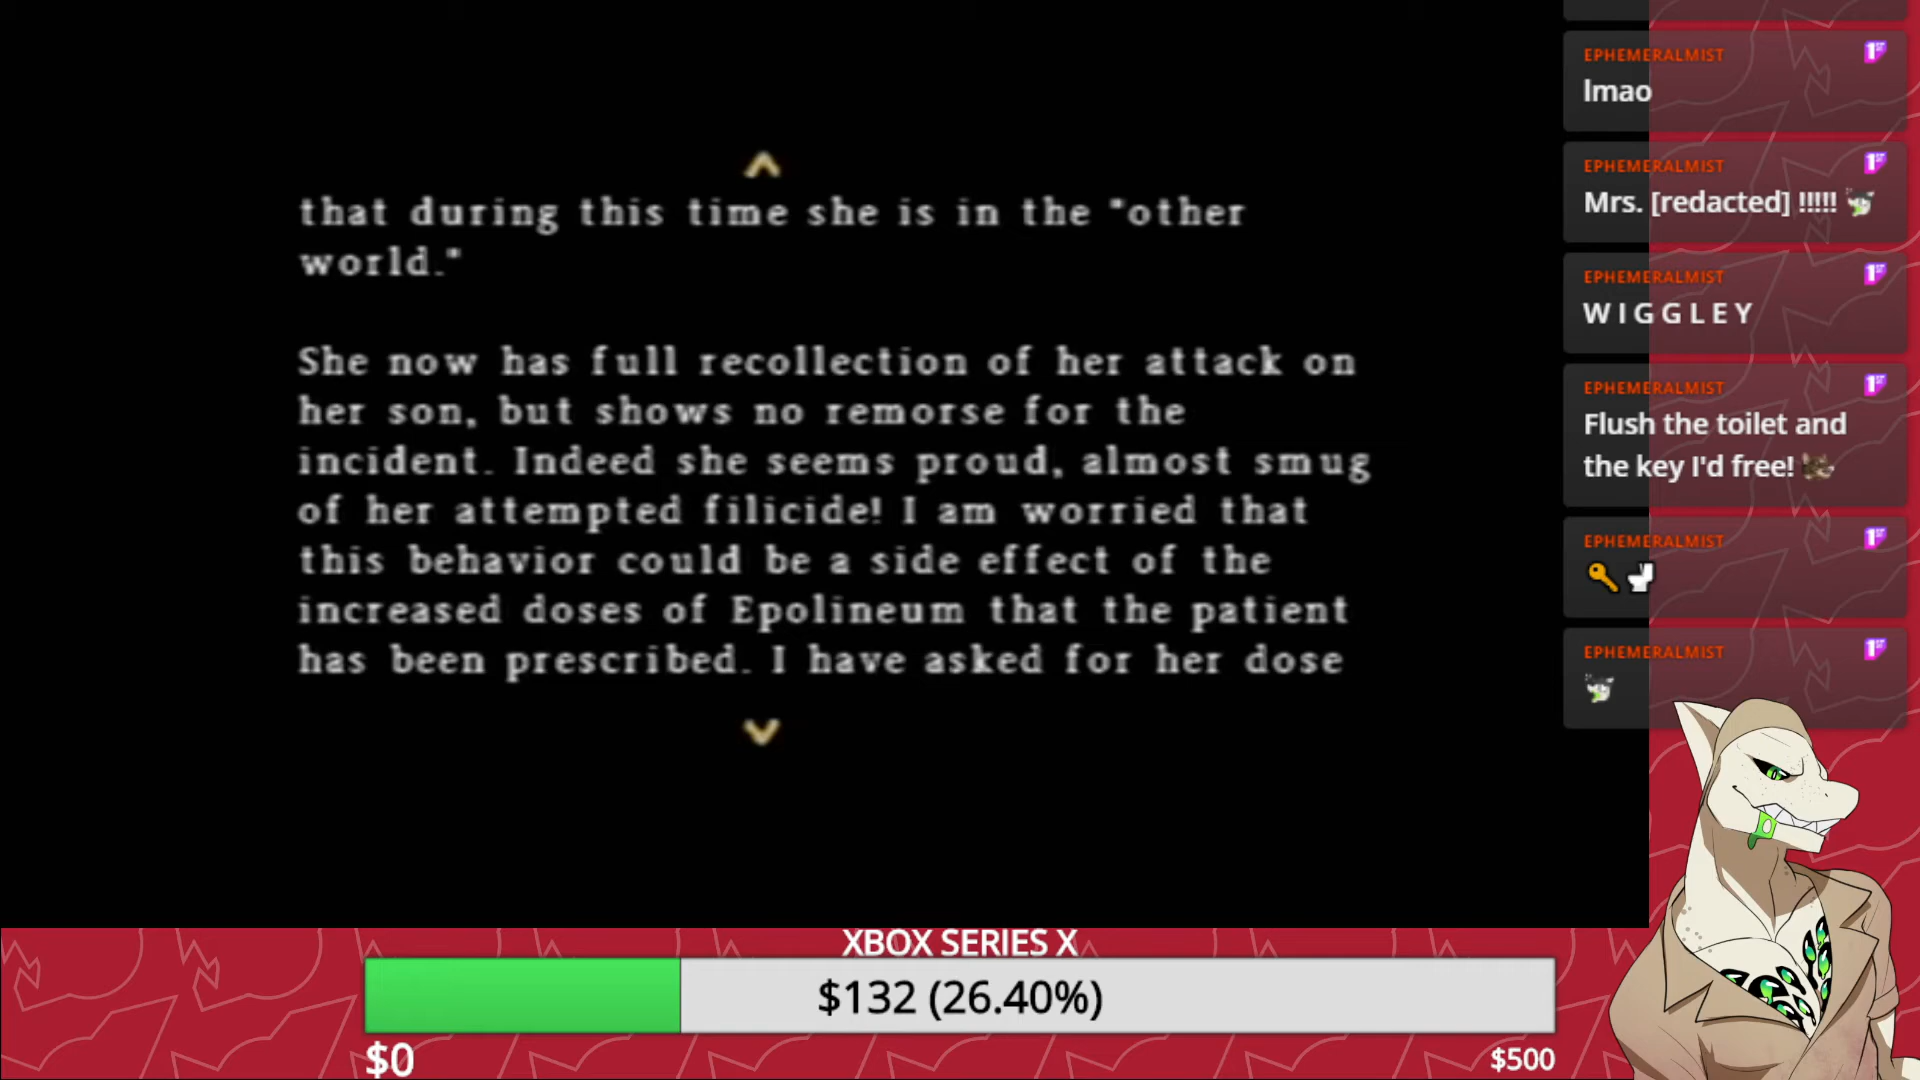 that during this time she is in the "other
world."
She now has full recollection of her attack on
her son, but shows no remorse for the
incident. Indeed she seems proud, almost smug
of her attempted filicide! I am worried that
this behavior could be a side effect of the
increased doses of Epolineum that the patient
has been prescribed. I have asked for her dose
EPHEMERALMIST
lmao
EPHEMERALMIST
Mrs. [redacted] !!!!!
EPHEMERALMIST
W I G G L E Y
EPHEMERALMIST
Flush the toilet and
the key I'd free!
EPHEMERALMIST
EPHEMERALMIST
XBOX SERIES X
$132 (26.40%)
$0
$500